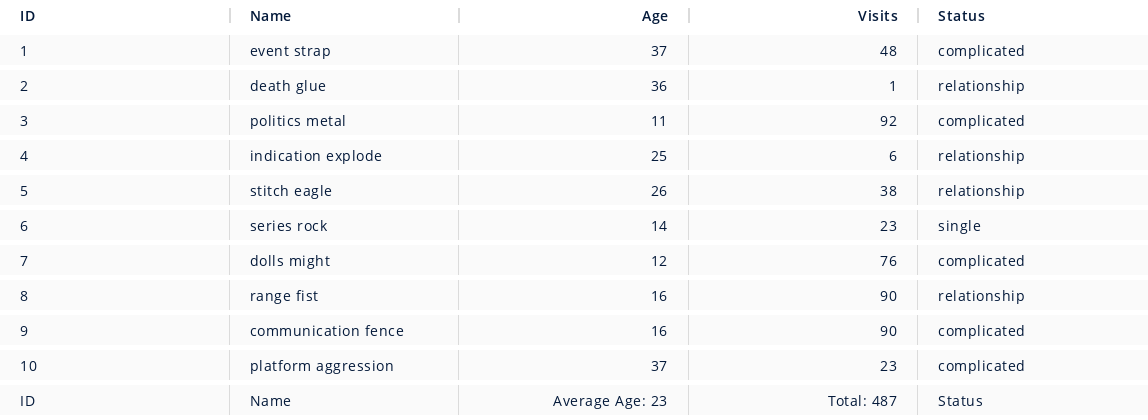 ID Name Age Visits Status
1 event strap 37 48 complicated
2 death glue 36 1 relationship
3 politics metal 11 92 complicated
4 indication explode 25 6 relationship
5 stitch eagle 26 38 relationship
6 series rock 14 23 single
7 dolls might 12 76 complicated
8 range fist 16 90 relationship
9 communication fence 16 90 complicated
10 platform aggression 37 23 complicated
ID Name Average Age: 23 Total: 487 Status